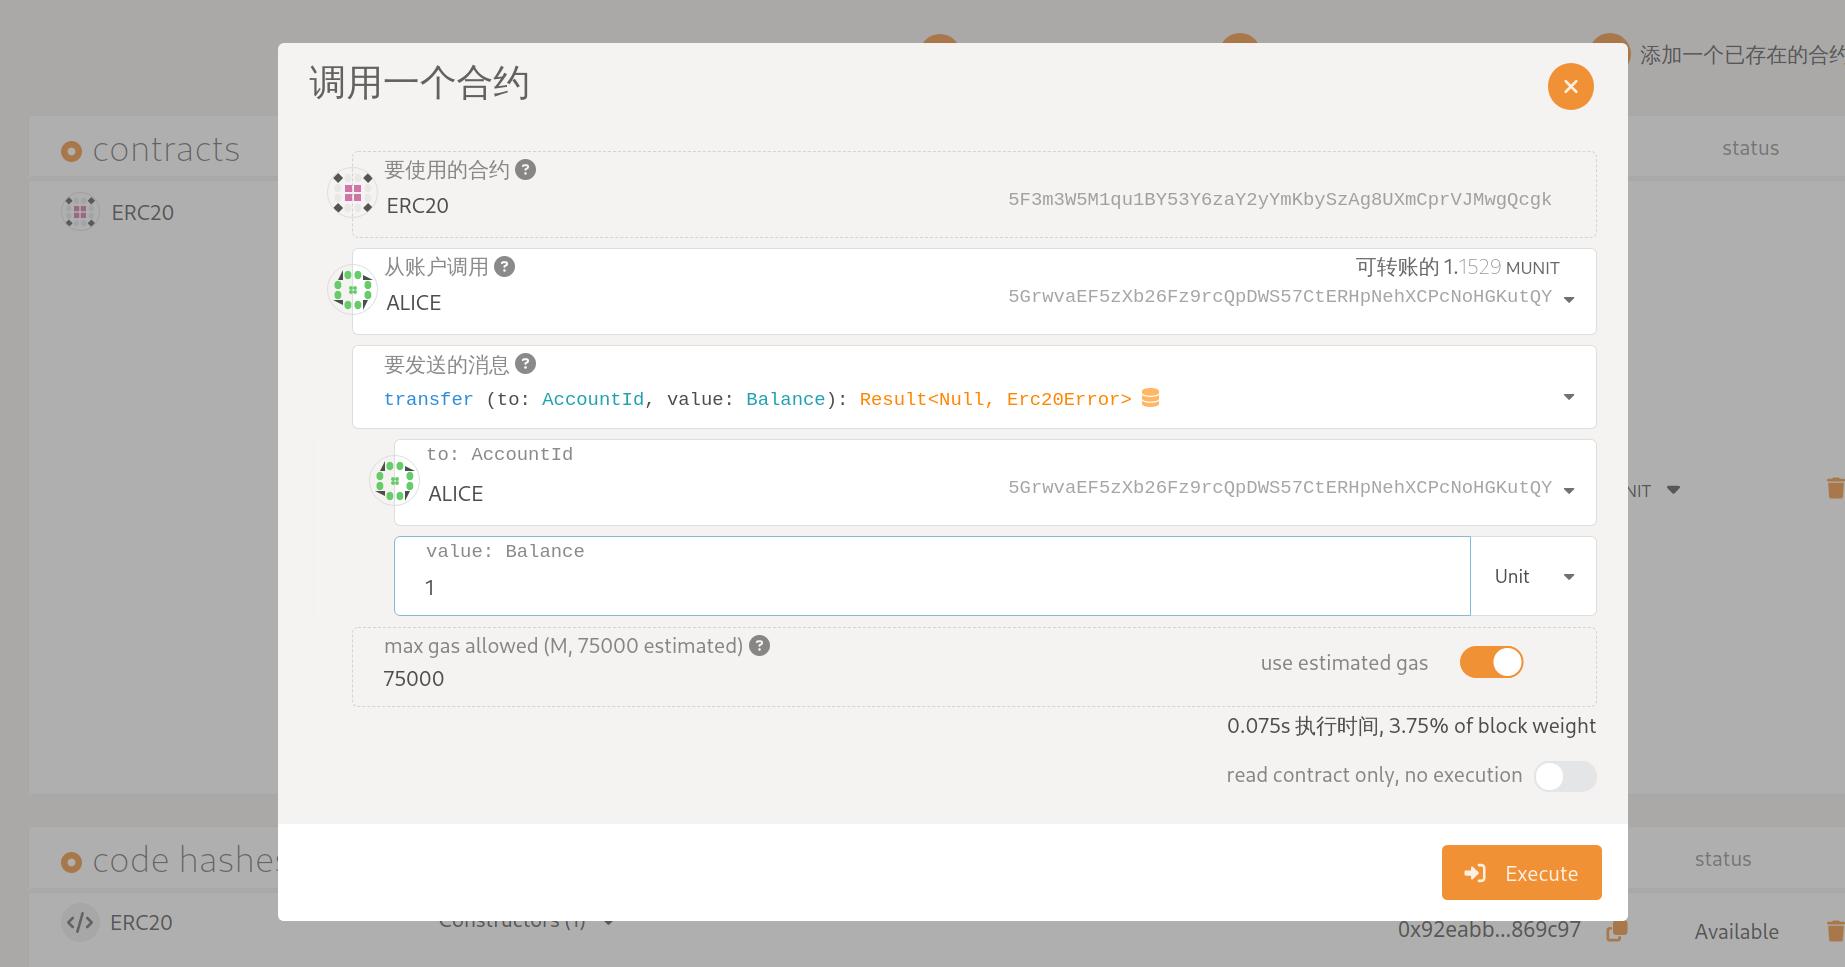 添加一个已存在的合约
调用一个合约
contracts
status
要使用的合约
ERC20
5F3m3W5M1qu1BY53Y6zaY2yYmKbySzAg8UXmCprVJMwgQcgk
ERC20
从账户调用
可转账的 1.1529 MUNIT
ALICE
5GrwvaEF5zXb26Fz9rcQpDWS57CtERHpNehXCPcNoHGKutQY
要发送的消息
transfer (to: AccountId, value: Balance): Result<Null, Erc20Error>
to: AccountId
ALICE
5GrwvaEF5zXb26Fz9rcQpDWS57CtERHpNehXCPcNoHGKutQY
value: Balance
1
Unit
max gas allowed (M, 75000 estimated)
75000
use estimated gas
0.075s 执行时间, 3.75% of block weight
read contract only, no execution
Execute
code hashes
status
ERC20
Constructors (1)
0x92eabb...869c97
Available